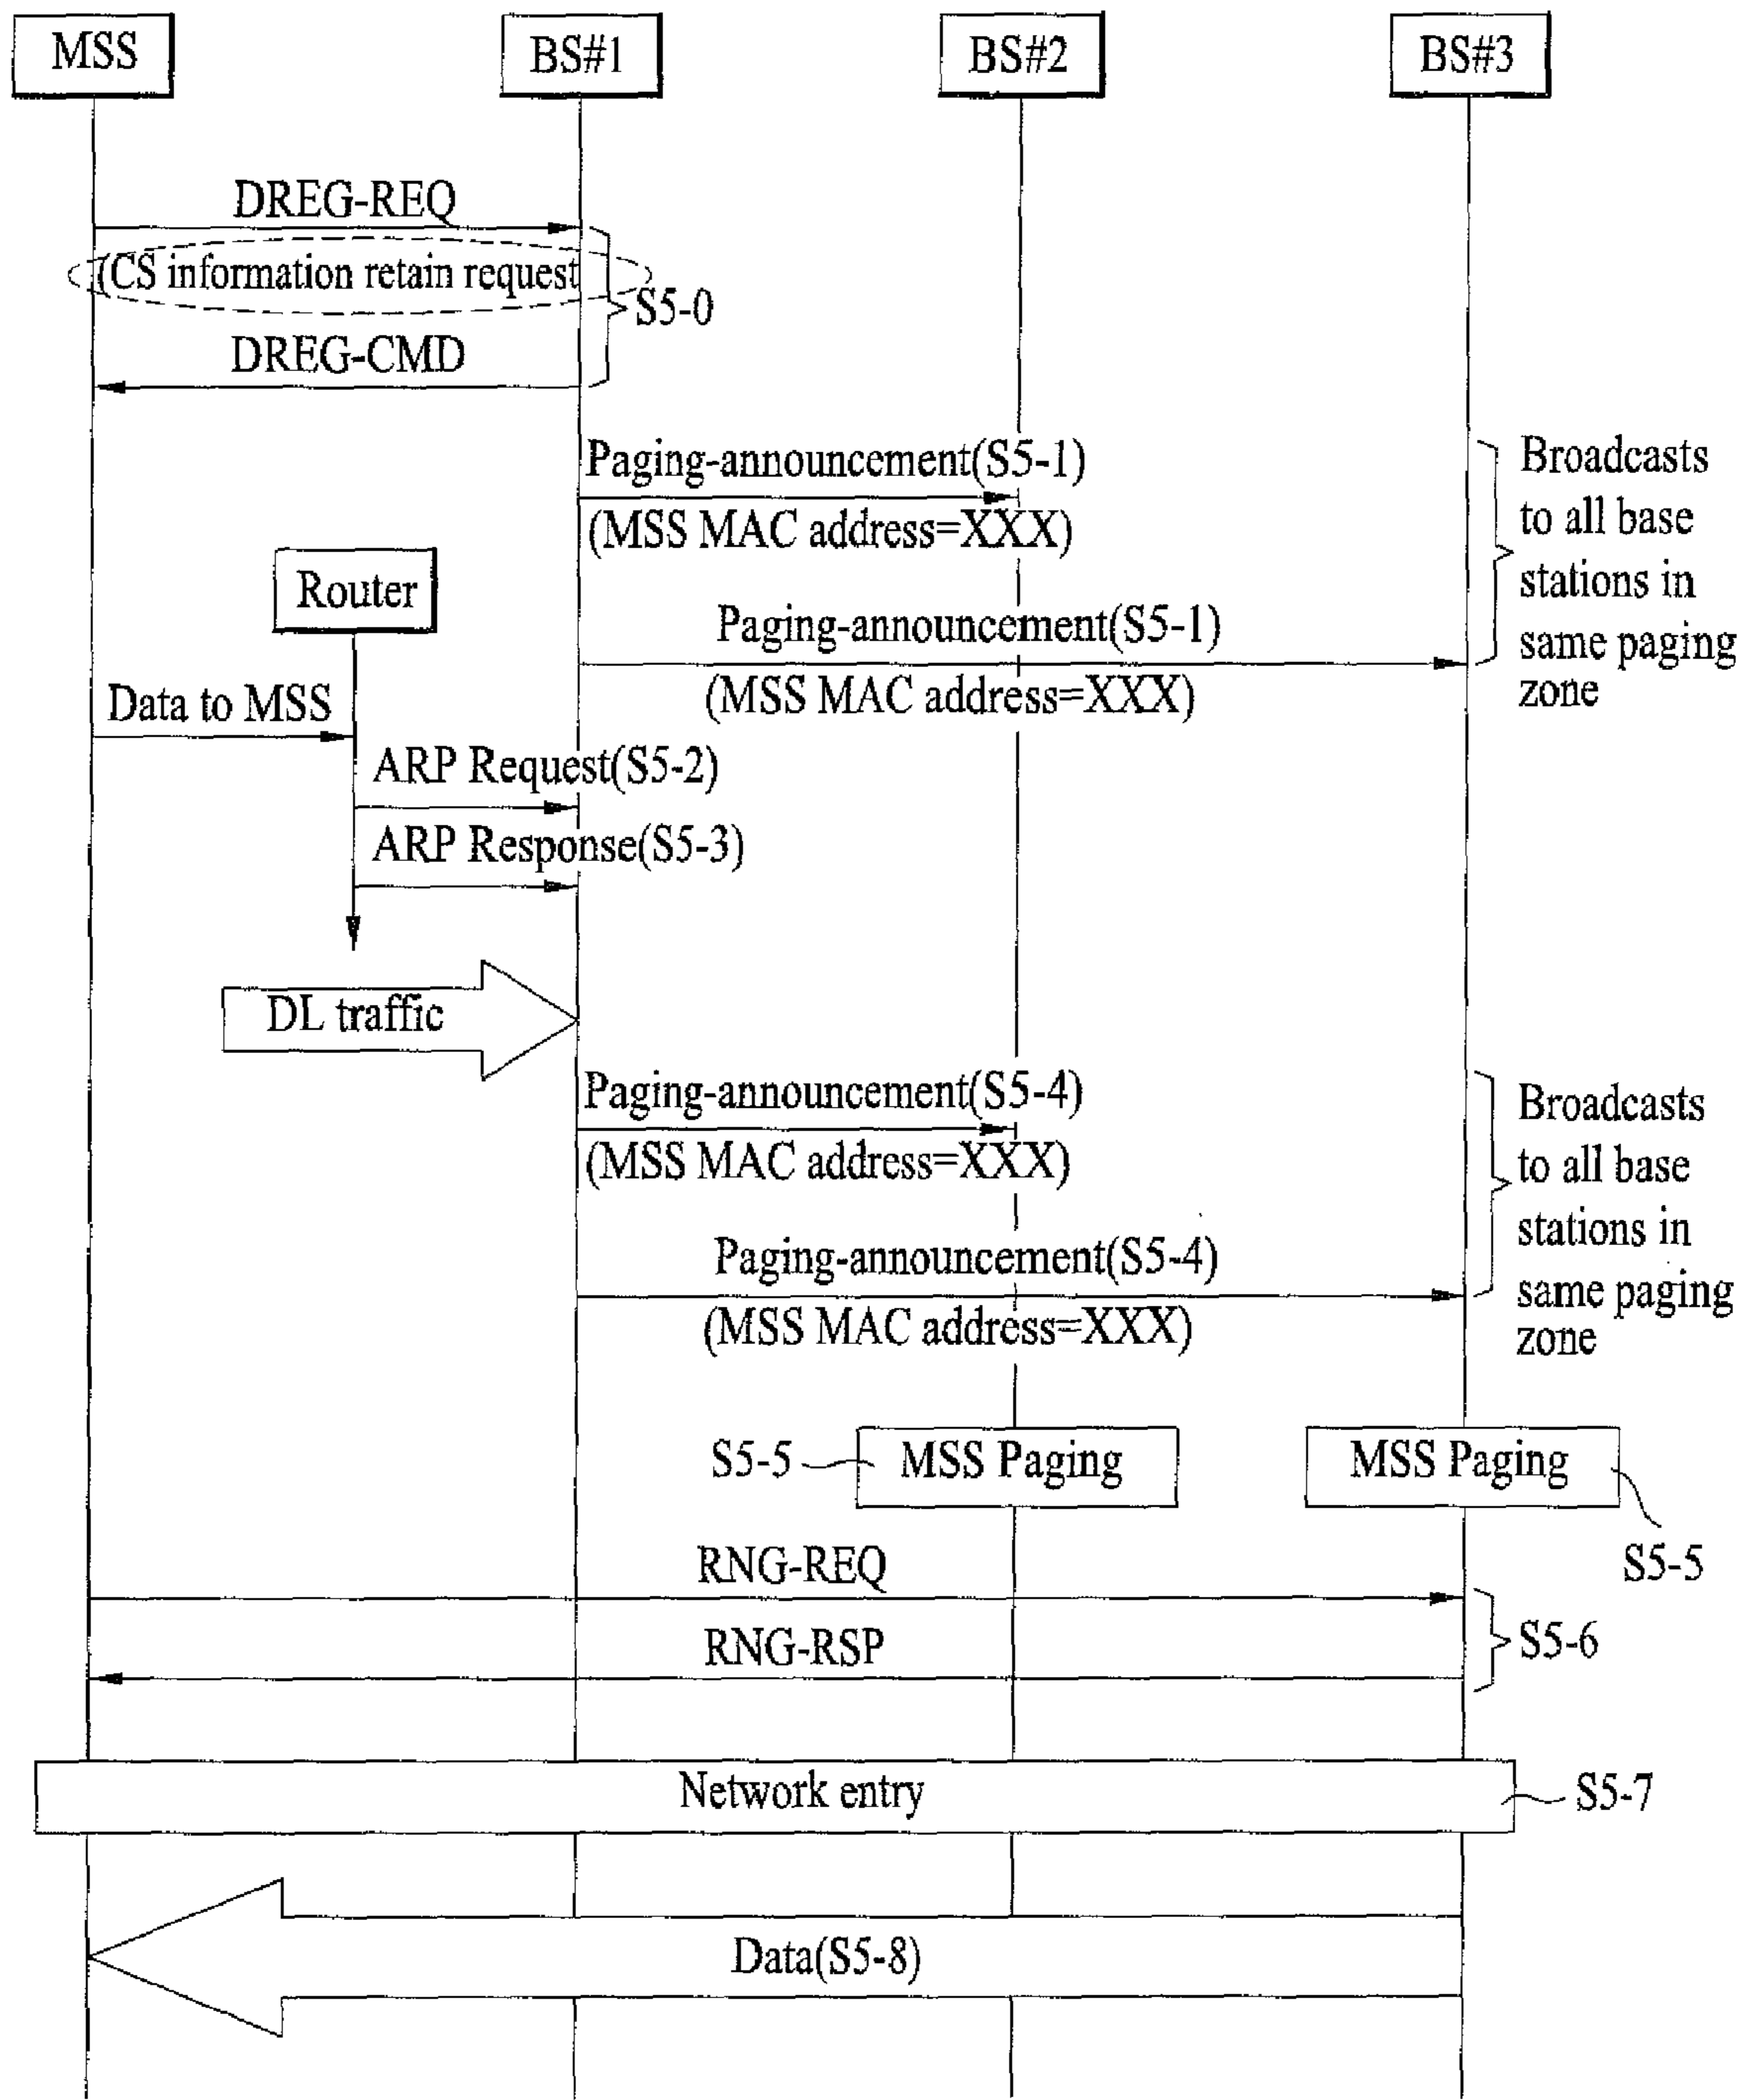 MSS
BS#1
BS#2
BS#3
DREG-REQ
(CS information retain request
S5-0
DREG-CMD
Paging-announcement(S5-1)
(MSS MAC address=XXX)
Broadcasts
to all base
stations in
same paging
zone
Router
Paging-announcement(S5-1)
(MSS MAC address=XXX)
Data to MSS
ARP Request(S5-2)
ARP Response(S5-3)
DL traffic
Paging-announcement(S5-4)
(MSS MAC address=XXX)
Broadcasts
to all base
stations in
same paging
zone
Paging-announcement(S5-4)
(MSS MAC address=XXX)
S5-5
MSS Paging
MSS Paging
S5-5
RNG-REQ
S5-6
RNG-RSP
Network entry
S5-7
Data(S5-8)